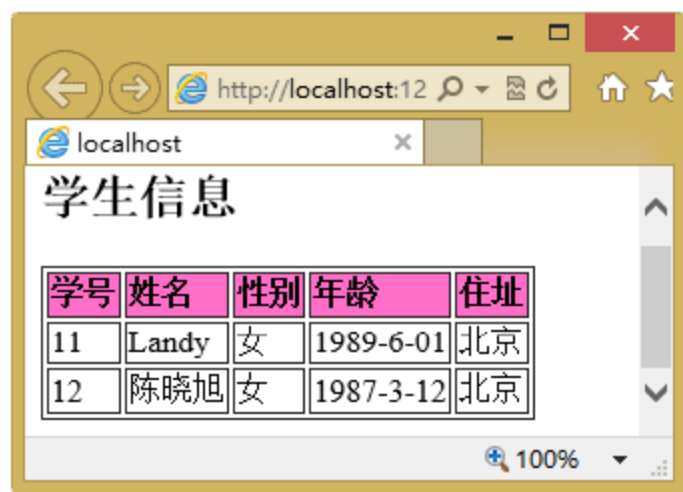 http://localhost:12
localhost
学生信息
学号 姓名 性别 年龄 住址
11 Landy 女 1989-6-01 北京
12 陈晓旭 女 1987-3-12 北京
100%